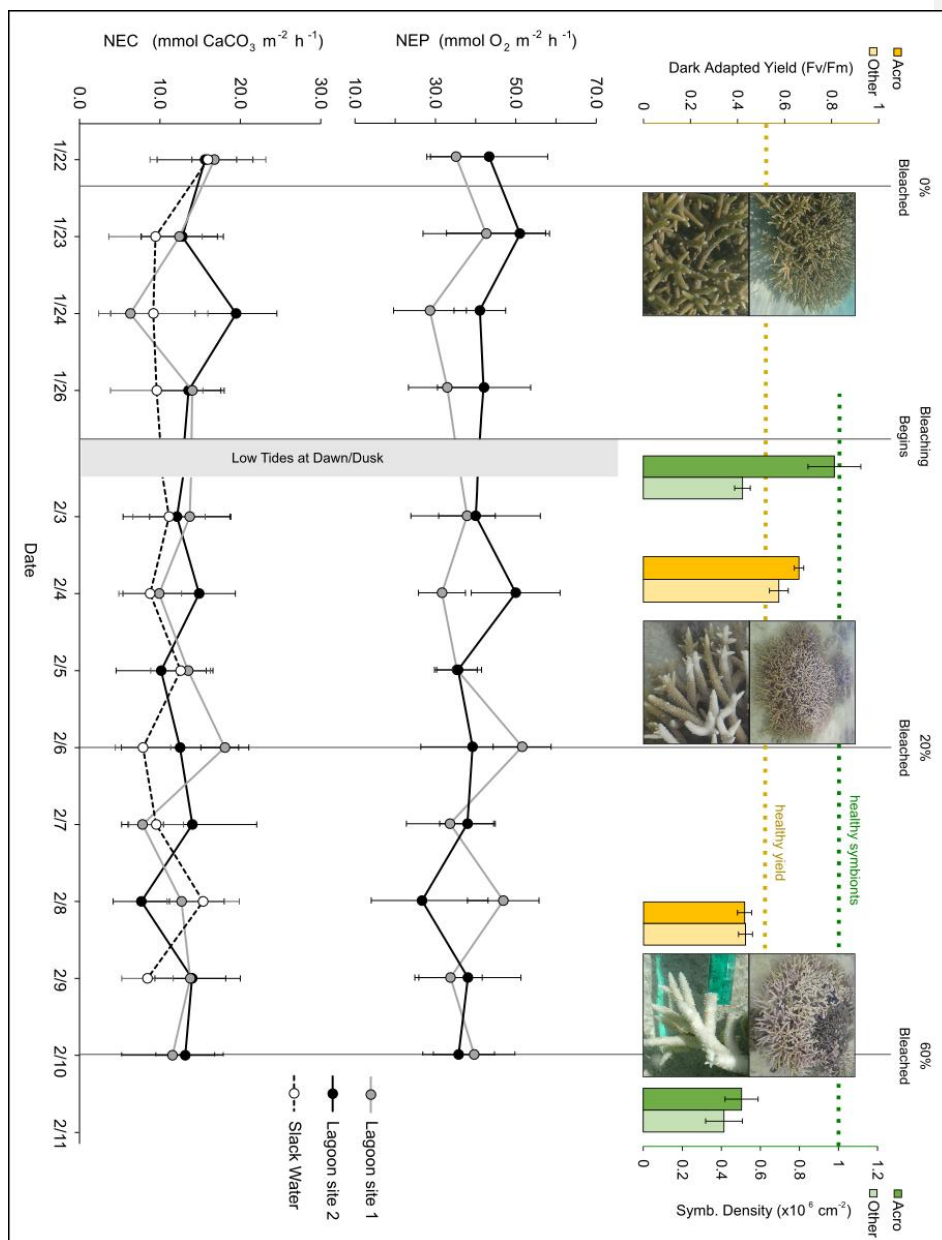 0%
Bleached
Bleaching
Begins
20%
Bleached
60%
Bleached
Acro
Other
Dark Adapted Yield (Fv/Fm)
1
0.8
0.6
0.4
0.2
0
healthy symbionts
healthy yield
Acro
Other
Symb. Density (x10⁶ cm⁻²)
1.2
1
0.8
0.6
0.4
0.2
0
NEP (mmol O₂ m⁻² h⁻¹)
70.0
50.0
30.0
10.0
Low Tides at Dawn/Dusk
Lagoon site 1
Lagoon site 2
Slack Water
NEC (mmol CaCO₃ m⁻² h⁻¹)
30.0
20.0
10.0
0.0
1/22 1/23 1/24 1/26 2/3 2/4 2/5 2/6 2/7 2/8 2/9 2/10 2/11
Date